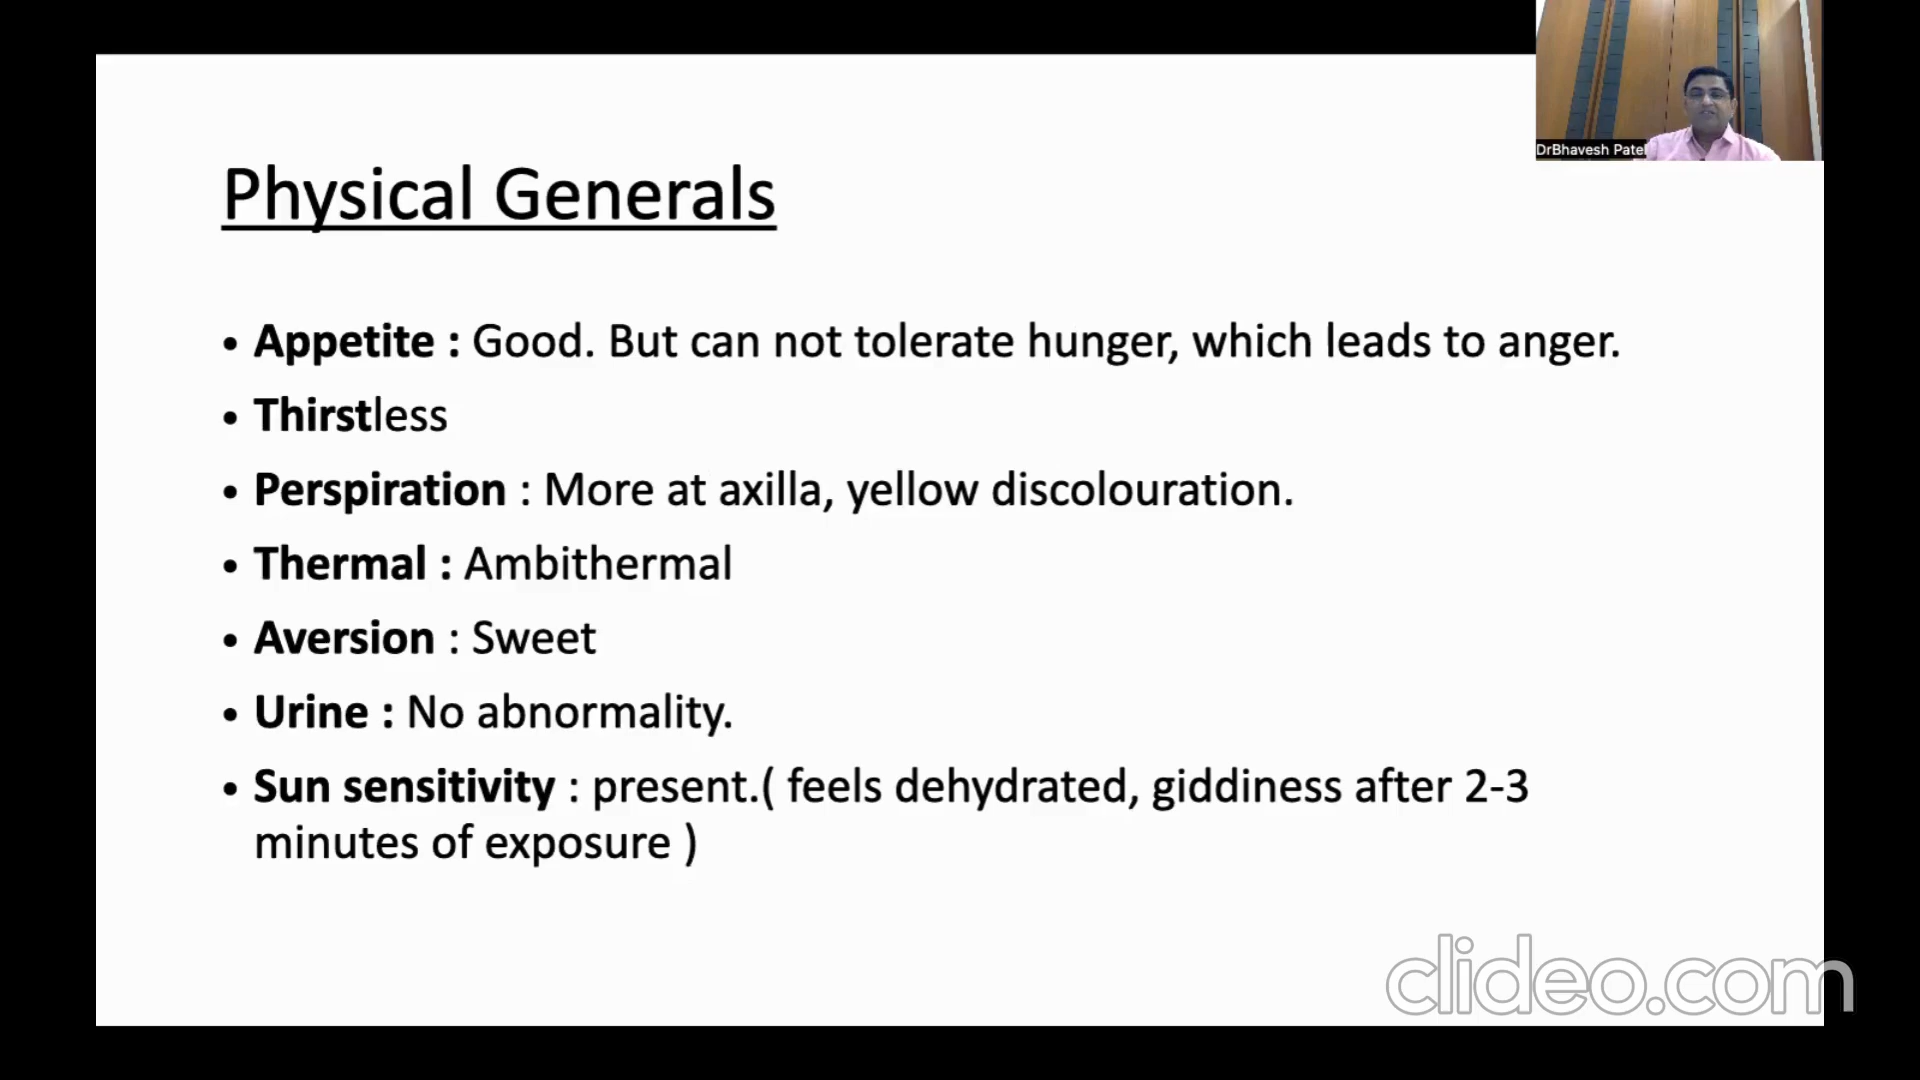 DrBhavesh Patel
Physical Generals
• Appetite : Good. But can not tolerate hunger, which leads to anger.
• Thirstless
• Perspiration : More at axilla, yellow discolouration.
• Thermal : Ambithermal
• Aversion : Sweet
• Urine : No abnormality.
• Sun sensitivity : present.( feels dehydrated, giddiness after 2-3
minutes of exposure )
clideo.com